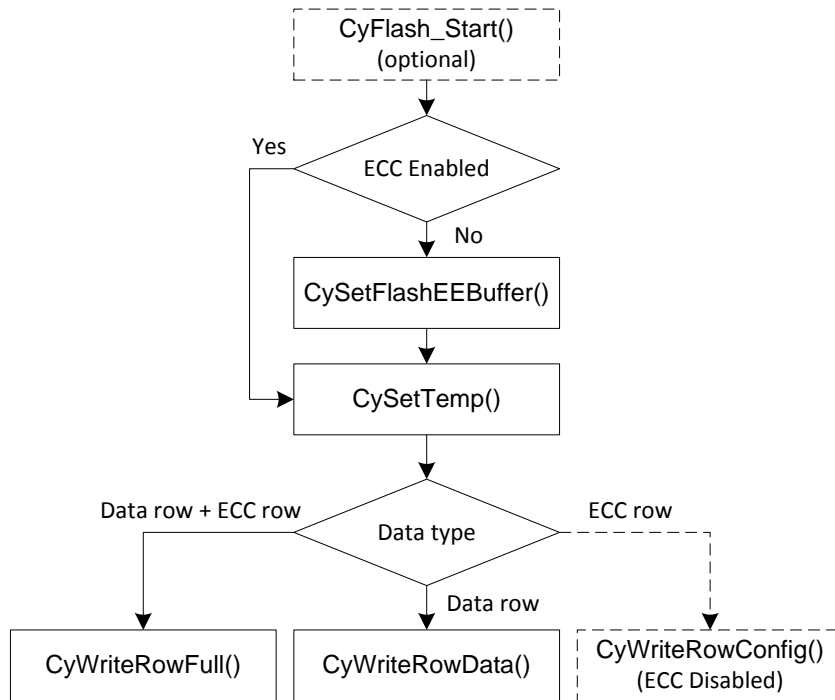 CyFlash_Start()
(optional)
Yes
ECC Enabled
No
CySetFlashEEBuffer()
CySetTemp()
Data row + ECC row
ECC row
Data type
Data row
CyWriteRowFull()
CyWriteRowData()
CyWriteRowConfig()
(ECC Disabled)